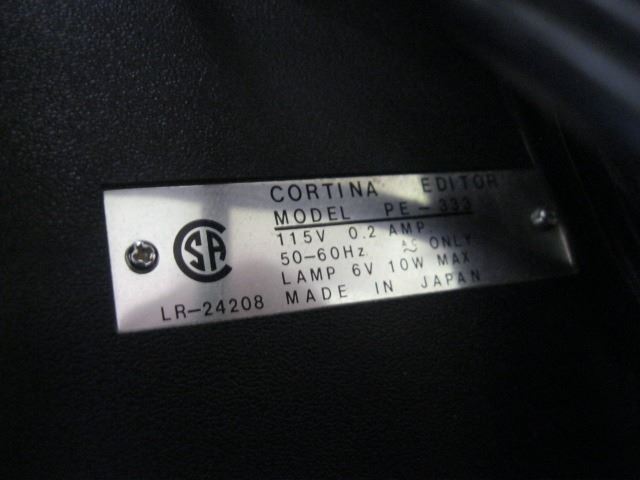 CORTINA EDITOR
MODEL PE-333
115V 0.2 AMP
50-60Hz ONLY
LAMP 6V 10W MAX
MADE IN JAPAN
CSA
LR-24208